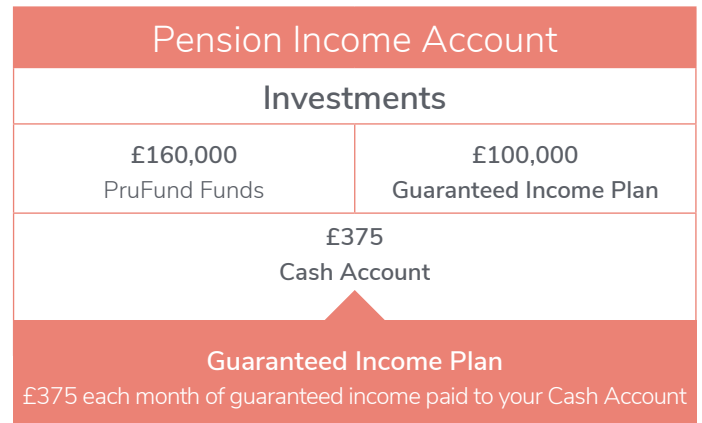 Pension Income Account
Investments
£160,000
PruFund Funds
£100,000
Guaranteed Income Plan
£375
Cash Account
Guaranteed Income Plan
£375 each month of guaranteed income paid to your Cash Account